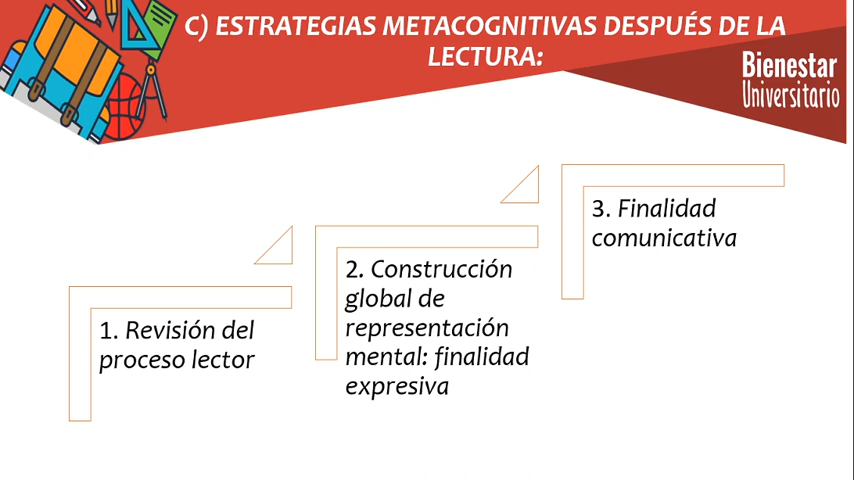 C) ESTRATEGIAS METACOGNITIVAS DESPUÉS DE LA
LECTURA:
Bienestar
Universitario
1. Revisión del
proceso lector
2. Construcción
global de
representación
mental: finalidad
expresiva
3. Finalidad
comunicativa